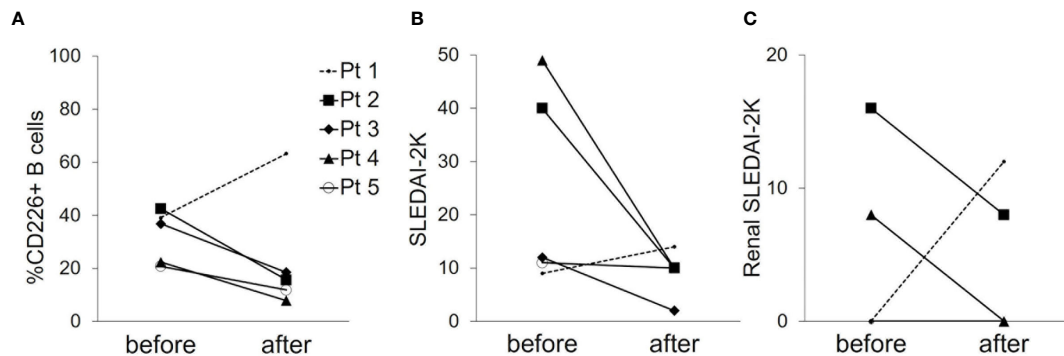 A
B
C
%CD226+ B cells
100
80
60
40
20
0
before
after
Pt 1
Pt 2
Pt 3
Pt 4
Pt 5
SLEDAI-2K
50
40
30
20
10
0
before
after
Renal SLEDAI-2K
20
10
0
before
after